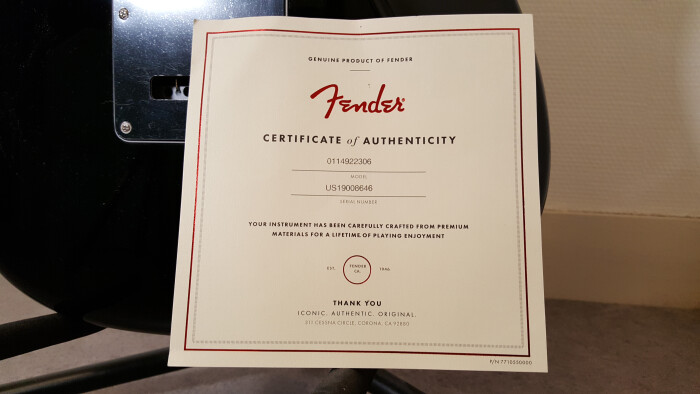 GENUINE PRODUCT OF FENDER
Fender
CERTIFICATE of AUTHENTICITY
0114922306
MODEL
US19008646
SERIAL NUMBER
YOUR INSTRUMENT HAS BEEN CAREFULLY CRAFTED FROM PREMIUM
MATERIALS FOR A LIFETIME OF PLAYING ENJOYMENT
EST. FENDER 1946
CA.
THANK YOU
ICONIC. AUTHENTIC. ORIGINAL.
311 CESSNA CIRCLE, CORONA, CA 92880
P/N 7710550000